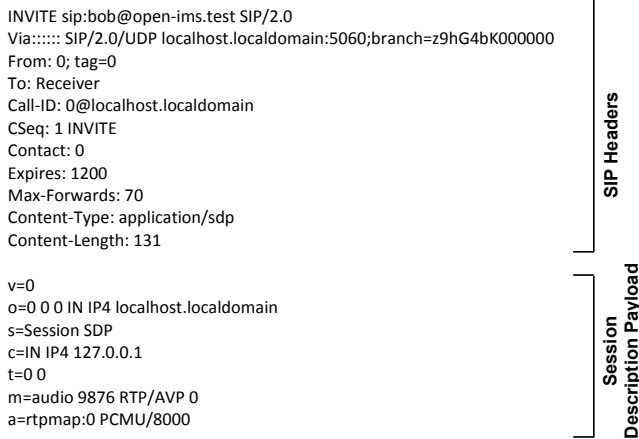 INVITE sip:bob@open-ims.test SIP/2.0
Via:::::: SIP/2.0/UDP localhost.localdomain:5060;branch=z9hG4bK000000
From: 0; tag=0
To: Receiver
Call-ID: 0@localhost.localdomain
CSeq: 1 INVITE
Contact: 0
Expires: 1200
Max-Forwards: 70
Content-Type: application/sdp
Content-Length: 131
SIP Headers
v=0
o=0 0 0 IN IP4 localhost.localdomain
s=Session SDP
c=IN IP4 127.0.0.1
t=0 0
m=audio 9876 RTP/AVP 0
a=rtpmap:0 PCMU/8000
Session
Description Payload